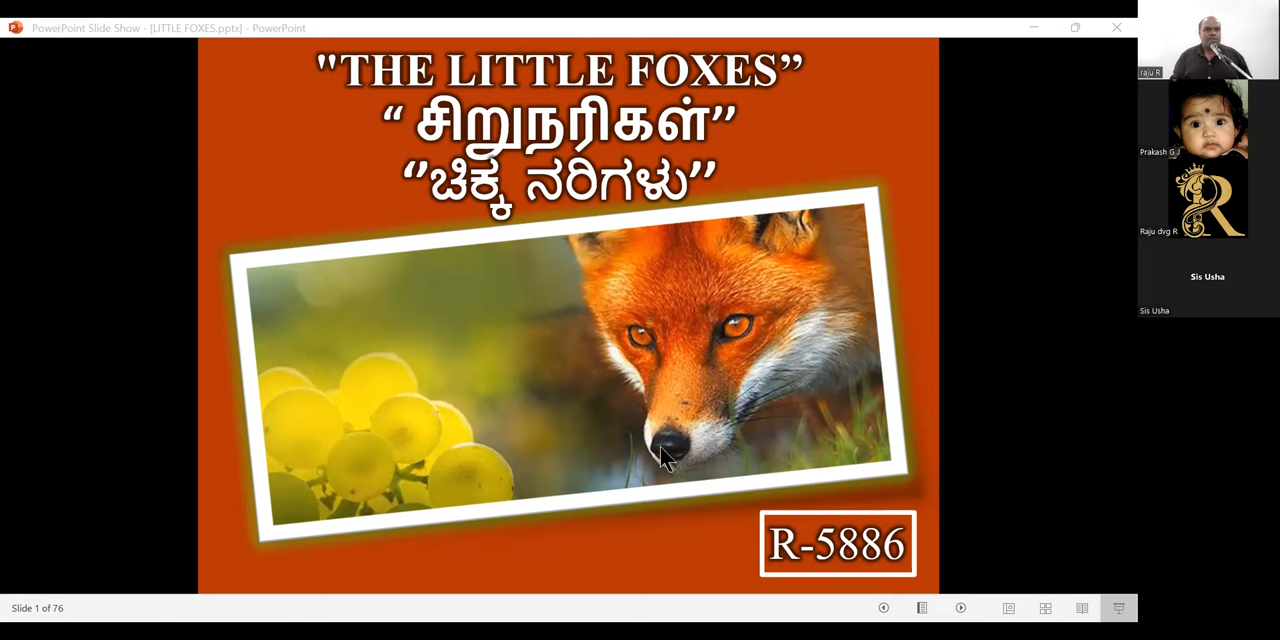 PowerPoint Slide Show - [LITTLE FOXES.pptx] - PowerPoint
"THE LITTLE FOXES”
“ சிறுநரிகள்”
‘’ಚಿಕ್ಕ ನರಿಗಳು’’
R-5886
Slide 1 of 76
raju R
Prakash G J
R
Raju dvg R
Sis Usha
Sis Usha